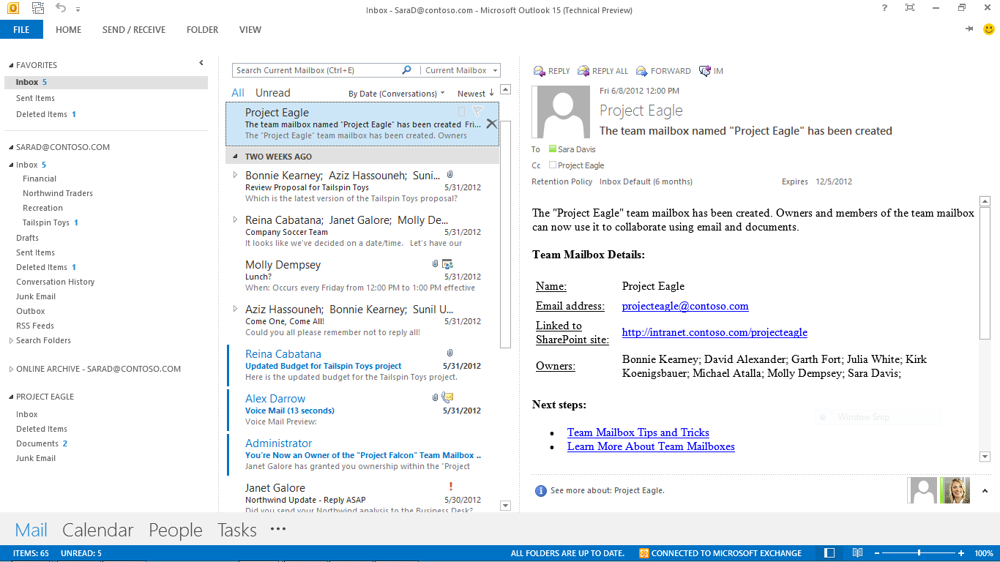 Inbox - SaraD@contoso.com - Microsoft Outlook 15 (Technical Preview)
?
FILE HOME SEND / RECEIVE FOLDER VIEW
FAVORITES
Inbox 5
Sent Items
Deleted Items 1
SARAD@CONTOSO.COM
Inbox 5
Financial
Northwind Traders
Recreation
Tailspin Toys 1
Drafts
Sent Items
Deleted Items 1
Conversation History
Junk Email
Outbox
RSS Feeds
Search Folders
ONLINE ARCHIVE - SARAD@CONTOSO.COM
PROJECT EAGLE
Inbox
Deleted Items
Documents 2
Junk Email
Search Current Mailbox (Ctrl+E) Current Mailbox
All Unread By Date (Conversations) Newest
Project Eagle
The team mailbox named "Project Eagle" has been created Fri...
The "Project Eagle" team mailbox has been created. Owners
TWO WEEKS AGO
Bonnie Kearney; Aziz Hassouneh; Suni...
Review Proposal for Tailspin Toys 5/31/2012
Which is the latest version of the Tailspin Toys proposal?
Reina Cabatana; Janet Galore; Molly De...
Company Soccer Team 5/31/2012
It looks like we've decided on a date/time. Let's have our
Molly Dempsey
Lunch? 5/31/2012
When: Occurs every Friday from 12:00 PM to 1:00 PM effective
Aziz Hassouneh; Bonnie Kearney; Sunil U...
Come One, Come All! 5/31/2012
Could you all please remember not to reply all!
Reina Cabatana
Updated Budget for Tailspin Toys project 5/31/2012
Here is the updated budget for the Tailspin Toys project.
Alex Darrow
Voice Mail (13 seconds) 5/31/2012
Voice Mail Preview:
Administrator
You're Now an Owner of the "Project Falcon" Team Mailbox ..
Janet Galore has granted you ownership within the "Project
Janet Galore !
Northwind Update - Reply ASAP 5/30/2012
Did you send your Northwind analysis to the Business Desk?
REPLY REPLY ALL FORWARD IM
Fri 6/8/2012 12:00 PM
Project Eagle
The team mailbox named "Project Eagle" has been created
To Sara Davis
Cc Project Eagle
Retention Policy Inbox Default (6 months) Expires 12/5/2012
The "Project Eagle" team mailbox has been created. Owners and members of the team mailbox
can now use it to collaborate using email and documents.
Team Mailbox Details:
Name: Project Eagle
Email address: projecteagle@contoso.com
Linked to
SharePoint site: http://intranet.contoso.com/projecteagle
Owners: Bonnie Kearney; David Alexander; Garth Fort; Julia White; Kirk
Koenigsbauer; Michael Atalla; Molly Dempsey; Sara Davis;
Next steps:
Window Snip
• Team Mailbox Tips and Tricks
• Learn More About Team Mailboxes
See more about: Project Eagle.
Mail Calendar People Tasks •••
ITEMS: 65 UNREAD: 5 ALL FOLDERS ARE UP TO DATE. CONNECTED TO MICROSOFT EXCHANGE 100%